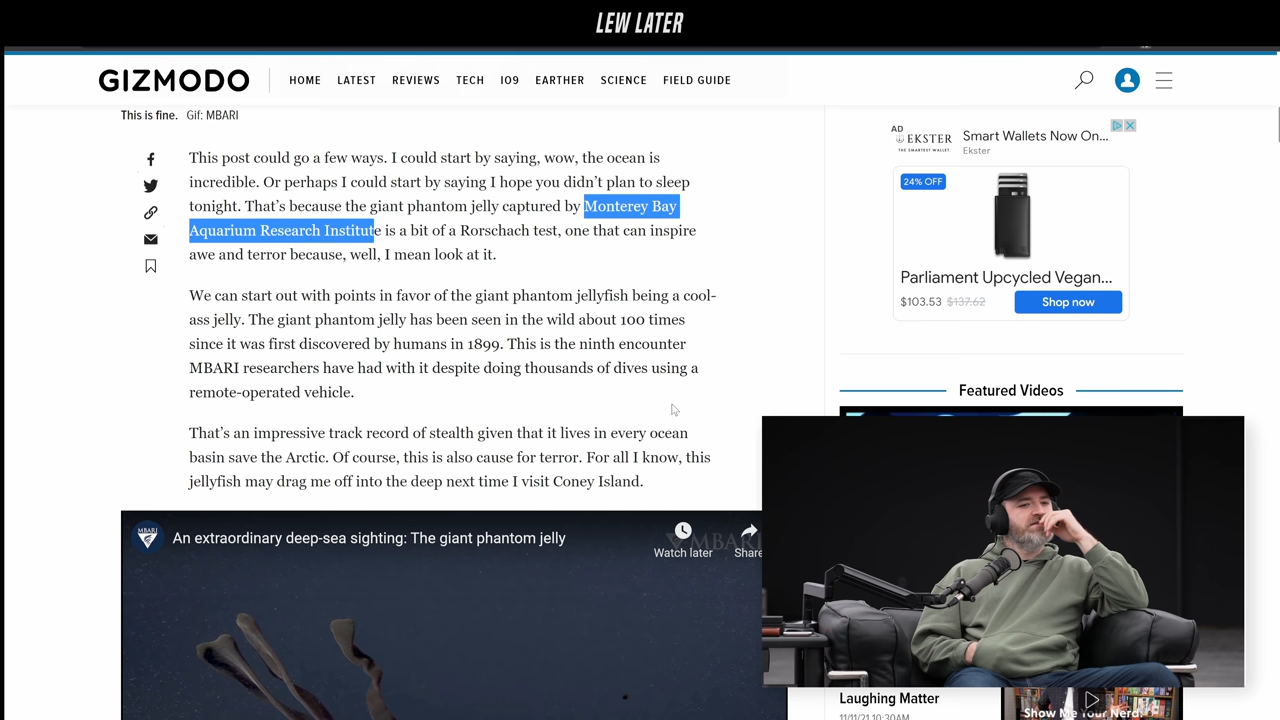 LEW LATER
GIZMODO
HOME LATEST REVIEWS TECH IO9 EARTHER SCIENCE FIELD GUIDE
This is fine. Gif: MBARI
This post could go a few ways. I could start by saying, wow, the ocean is
incredible. Or perhaps I could start by saying I hope you didn't plan to sleep
tonight. That's because the giant phantom jelly captured by Monterey Bay
Aquarium Research Institute is a bit of a Rorschach test, one that can inspire
awe and terror because, well, I mean look at it.
We can start out with points in favor of the giant phantom jellyfish being a cool-
ass jelly. The giant phantom jelly has been seen in the wild about 100 times
since it was first discovered by humans in 1899. This is the ninth encounter
MBARI researchers have had with it despite doing thousands of dives using a
remote-operated vehicle.
That's an impressive track record of stealth given that it lives in every ocean
basin save the Arctic. Of course, this is also cause for terror. For all I know, this
jellyfish may drag me off into the deep next time I visit Coney Island.
MBARI
An extraordinary deep-sea sighting: The giant phantom jelly
Watch later
Share
MBARI
AD
EKSTER
THE SMARTEST WALLET
Smart Wallets Now On...
Ekster
24% OFF
Parliament Upcycled Vegan...
$103.53 $137.62
Shop now
Featured Videos
Laughing Matter
11/11/21 10:30AM
Show Me Your Nerd: